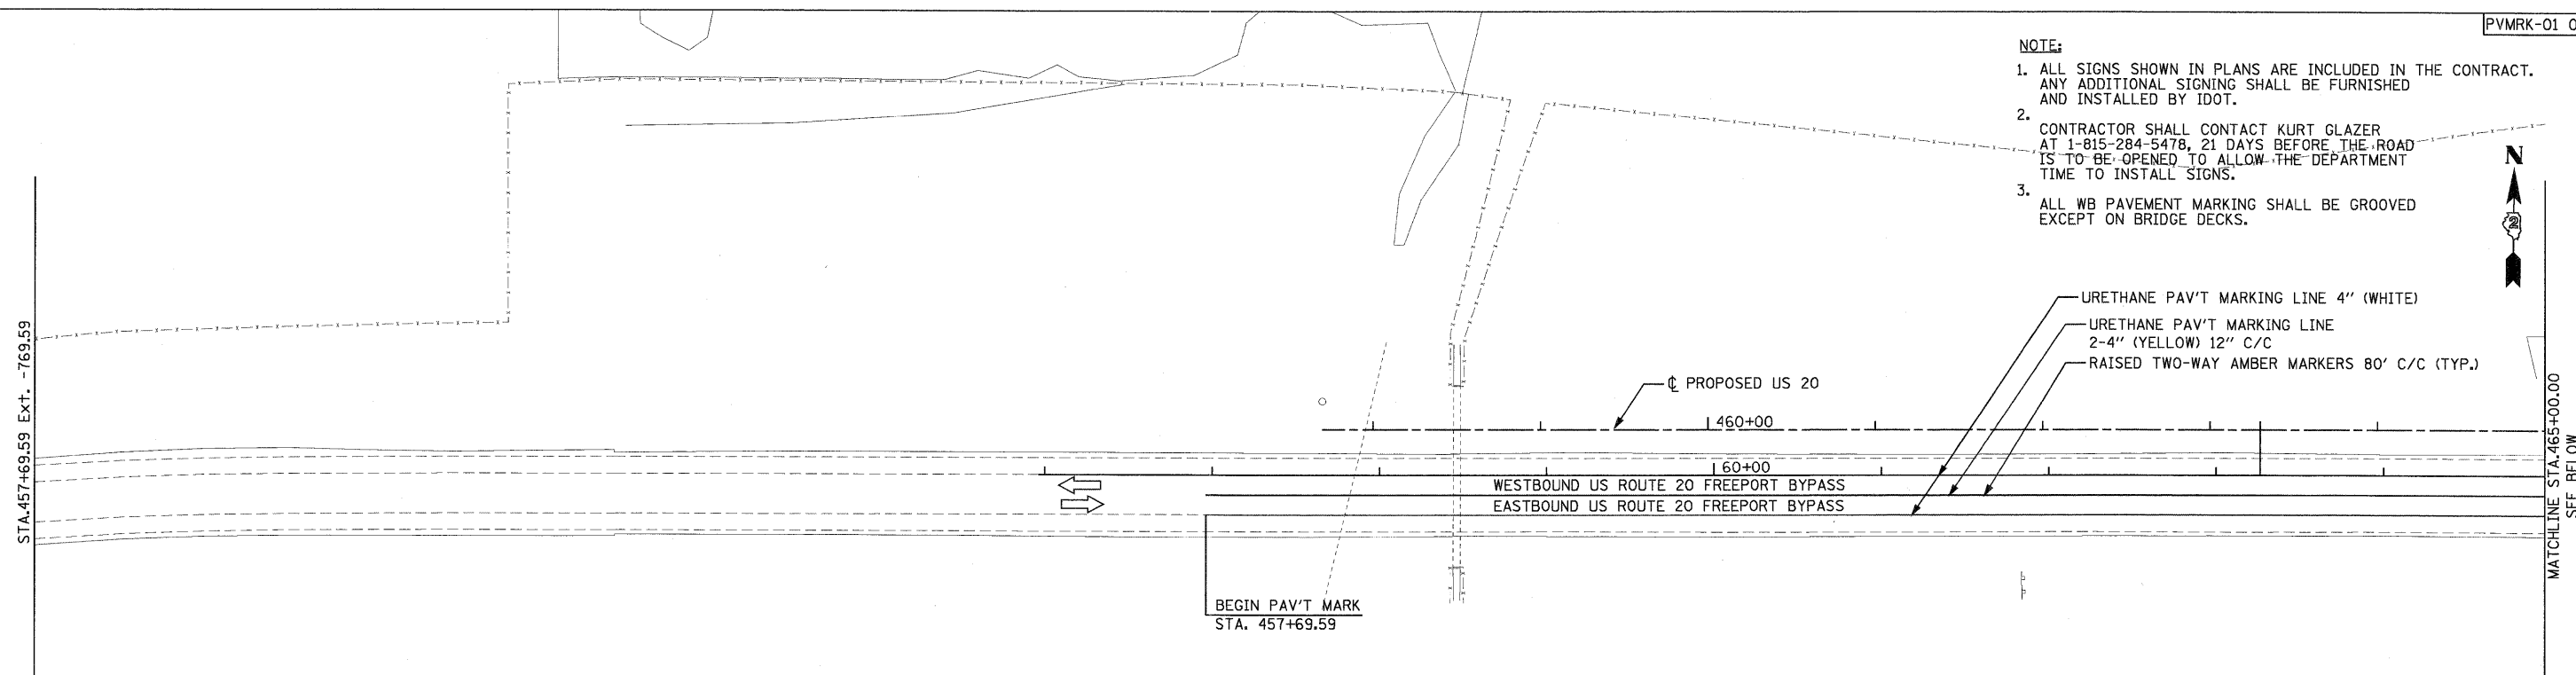 PVMRK-01
NOTE:
1. ALL SIGNS SHOWN IN PLANS ARE INCLUDED IN THE CONTRACT.
ANY ADDITIONAL SIGNING SHALL BE FURNISHED
AND INSTALLED BY IDOT.
2.
CONTRACTOR SHALL CONTACT KURT GLAZER
AT 1-815-284-5478, 21 DAYS BEFORE THE ROAD
IS TO BE OPENED TO ALLOW THE DEPARTMENT
TIME TO INSTALL SIGNS.
3.
ALL WB PAVEMENT MARKING SHALL BE GROOVED
EXCEPT ON BRIDGE DECKS.
N
2
URETHANE PAV'T MARKING LINE 4" (WHITE)
URETHANE PAV'T MARKING LINE
2-4" (YELLOW) 12" C/C
RAISED TWO-WAY AMBER MARKERS 80' C/C (TYP.)
℄ PROPOSED US 20
460+00
60+00
WESTBOUND US ROUTE 20 FREEPORT BYPASS
EASTBOUND US ROUTE 20 FREEPORT BYPASS
BEGIN PAV'T MARK
STA. 457+69.59
STA.457+69.59 Ext. -769.59
MATCHLINE STA.465+00.00
SEE BELOW